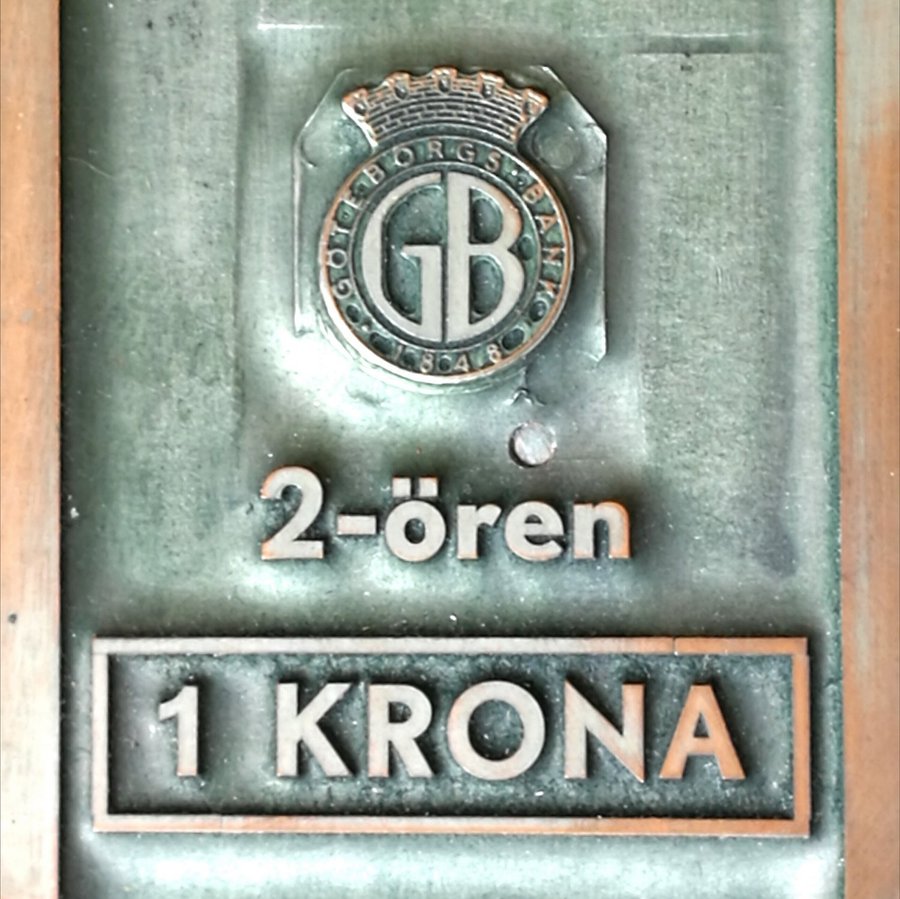 GÖTEBORGS BANK
GB
1848
2-ören
1 KRONA